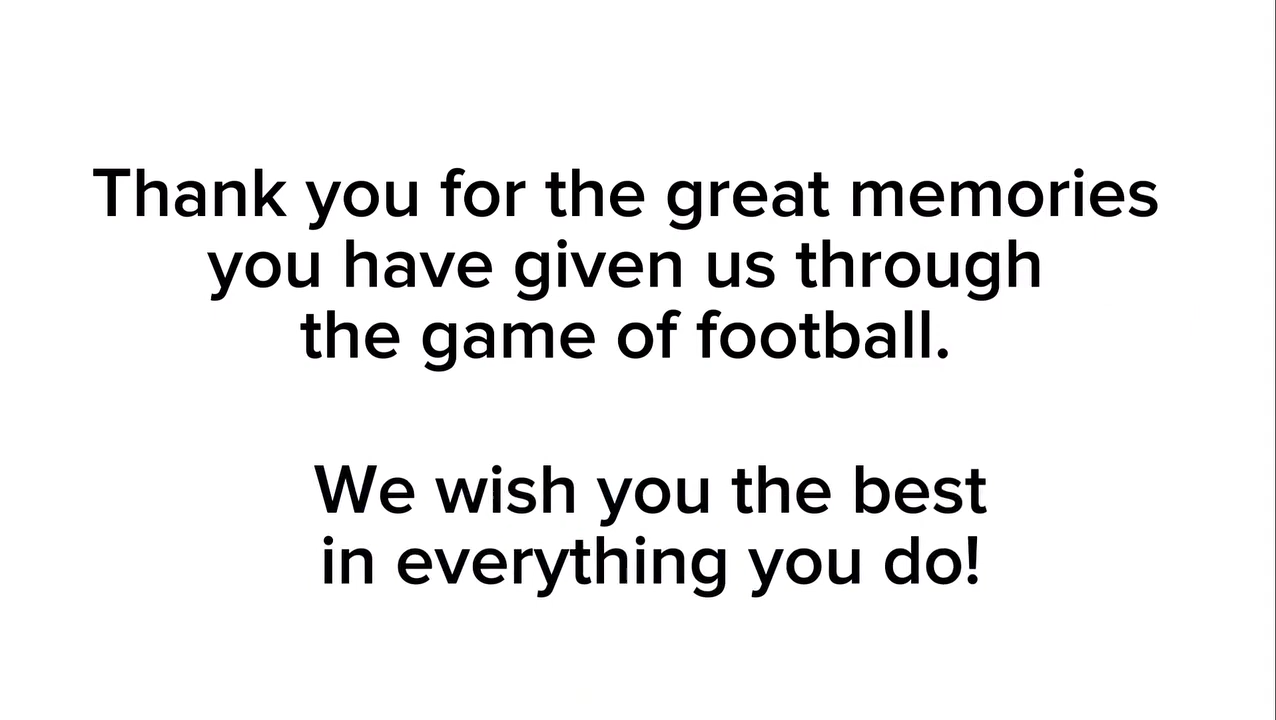 Thank you for the great memories
you have given us through
the game of football.
We wish you the best
in everything you do!